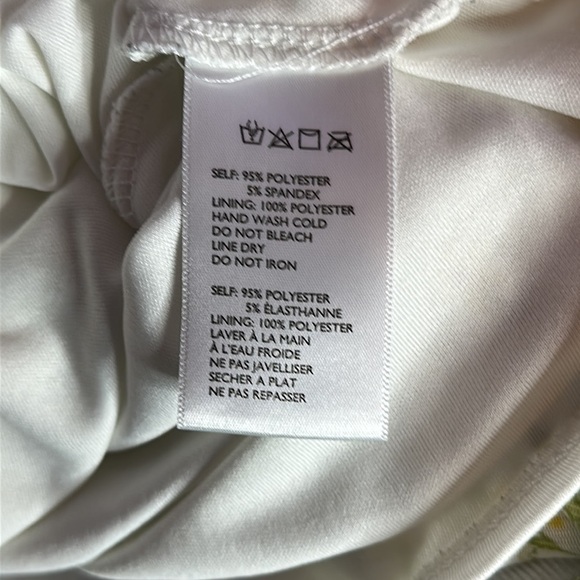 SELF: 95% POLYESTER
5% SPANDEX
LINING: 100% POLYESTER
HAND WASH COLD
DO NOT BLEACH
LINE DRY
DO NOT IRON
SELF: 95% POLYESTER
5% ÉLASTHANNE
LINING: 100% POLYESTER
LAVER À LA MAIN
À L'EAU FROIDE
NE PAS JAVELLISER
SECHER A PLAT
NE PAS REPASSER